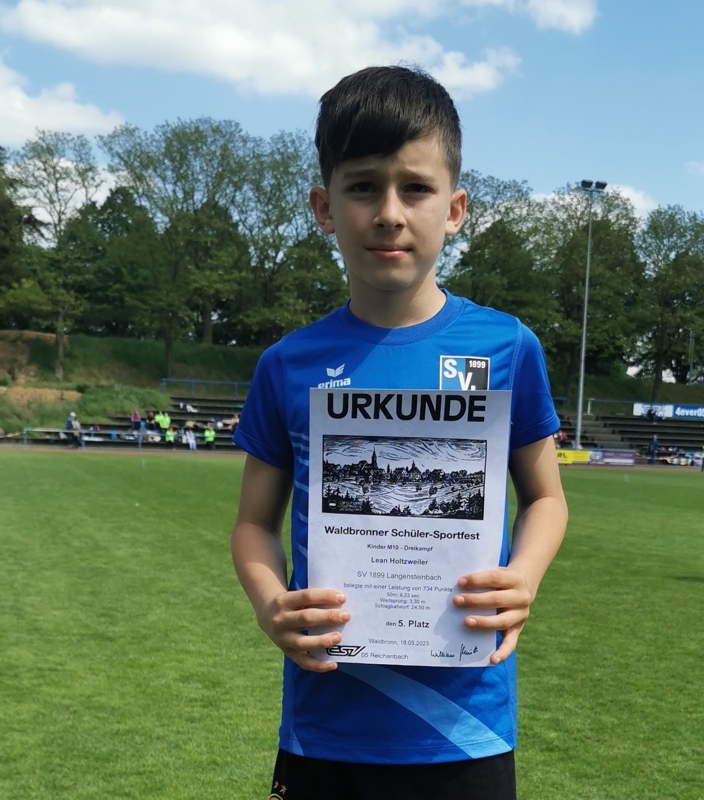 erima
SV.
1899
URKUNDE
Waldbronner Schüler-Sportfest
Kinder M10 - Dreikampf
Lean Holtzweiler
SV 1899 Langensteinbach
belegte mit einer Leistung von 734 Punkte
50m: 9,23 sec
Weitsprung: 3,30 m
Schlagballwurf: 24,50 m
den 5. Platz
Waldbronn, 18.05.2023
ESV
05 Reichenbach
4ever